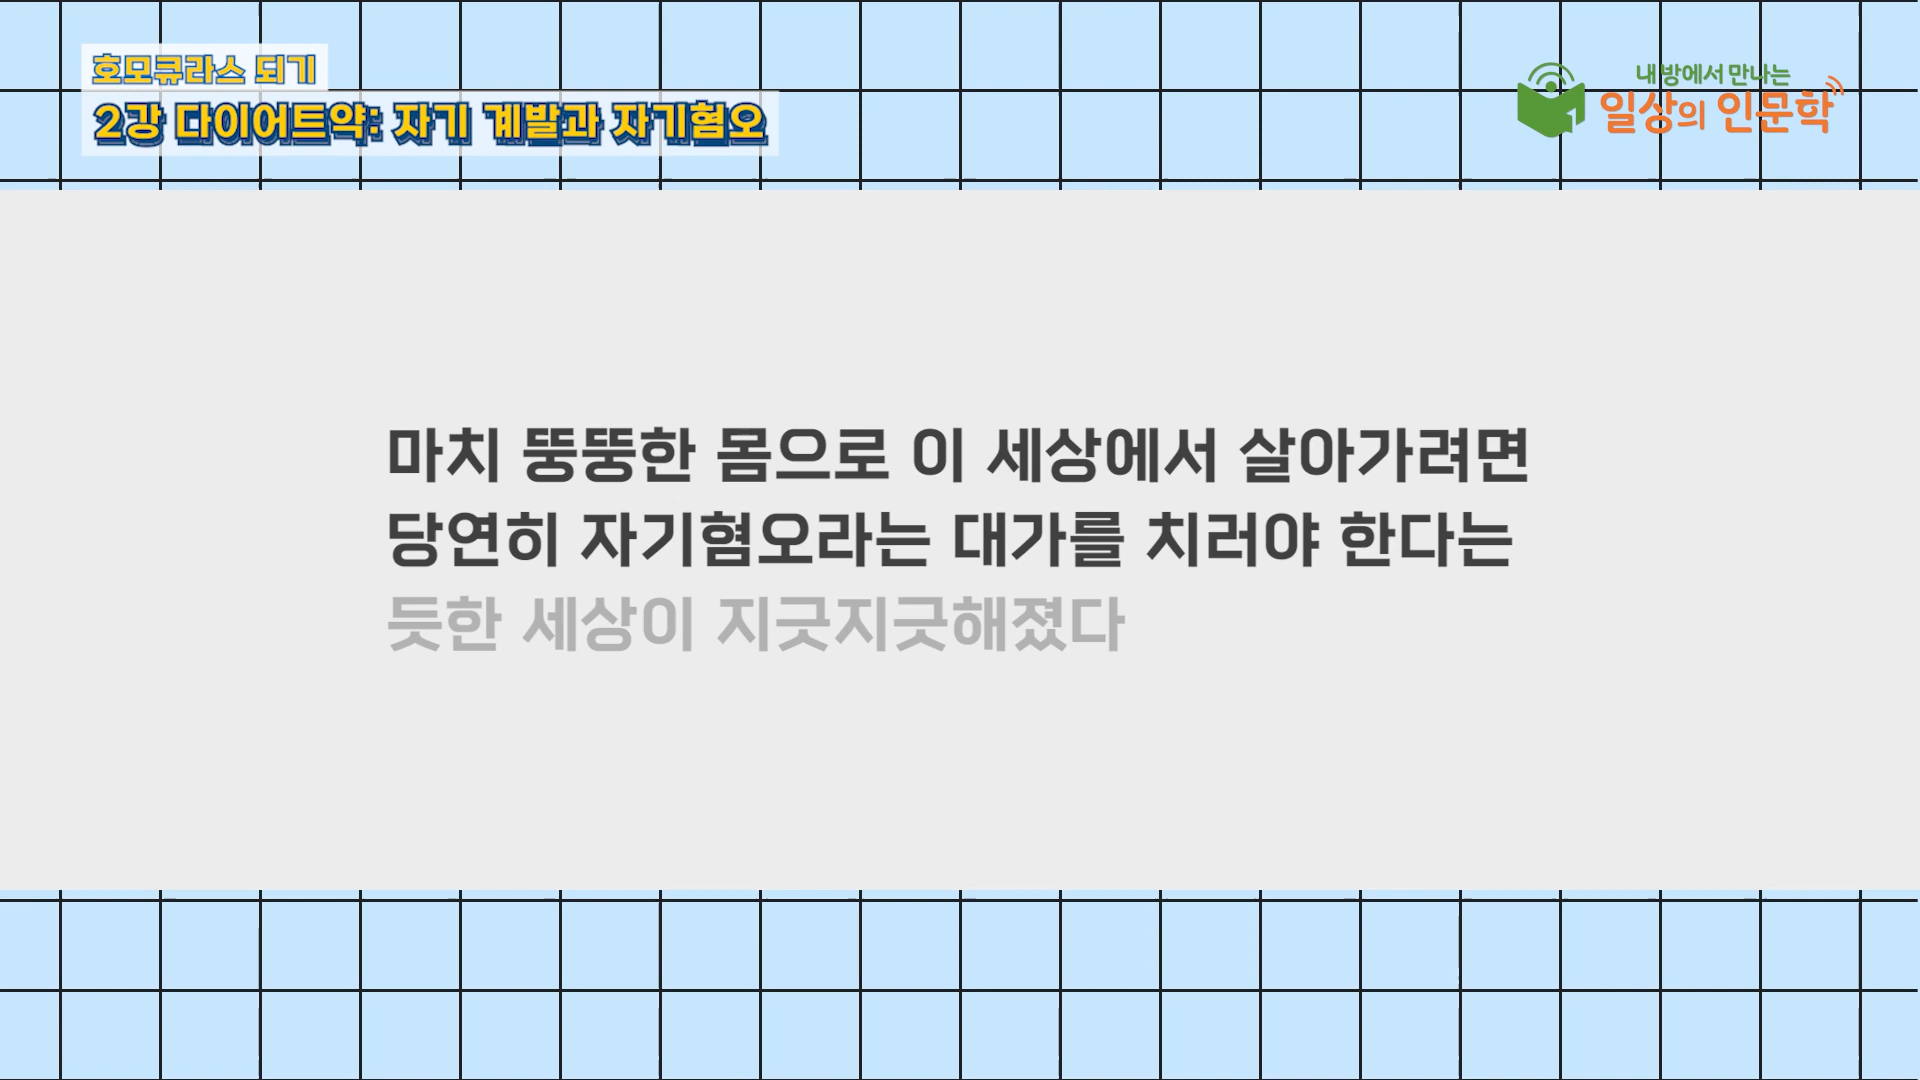 호모큐라스 되기
2강 다이어트약: 자기 계발과 자기혐오
내 방에서 만나는
일상의 인문학
마치 뚱뚱한 몸으로 이 세상에서 살아가려면
당연히 자기혐오라는 대가를 치러야 한다는
듯한 세상이 지긋지긋해졌다